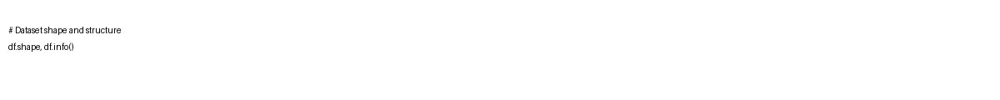 # Dataset shape and structure
df.shape, df.info()